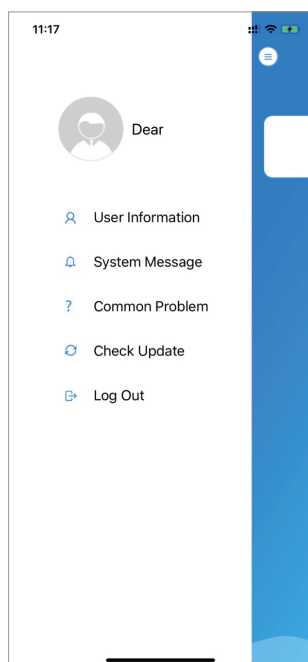 11:17
Dear
User Information
System Message
? Common Problem
Check Update
Log Out